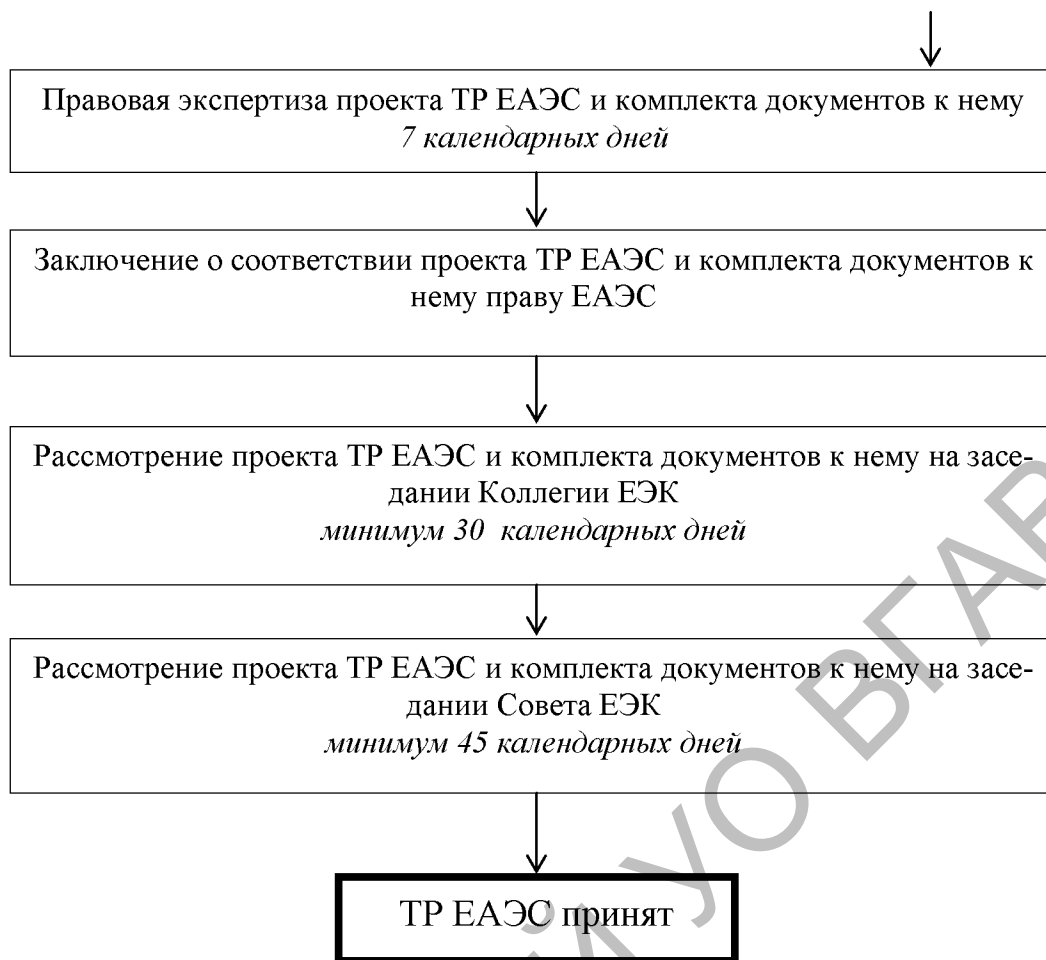 Правовая экспертиза проекта ТР ЕАЭС и комплекта документов к нему
7 календарных дней
Заключение о соответствии проекта ТР ЕАЭС и комплекта документов к
нему праву ЕАЭС
Рассмотрение проекта ТР ЕАЭС и комплекта документов к нему на засе-
дании Коллегии ЕЭК
минимум 30 календарных дней
Рассмотрение проекта ТР ЕАЭС и комплекта документов к нему на засе-
дании Совета ЕЭК
минимум 45 календарных дней
ТР ЕАЭС принят
УО